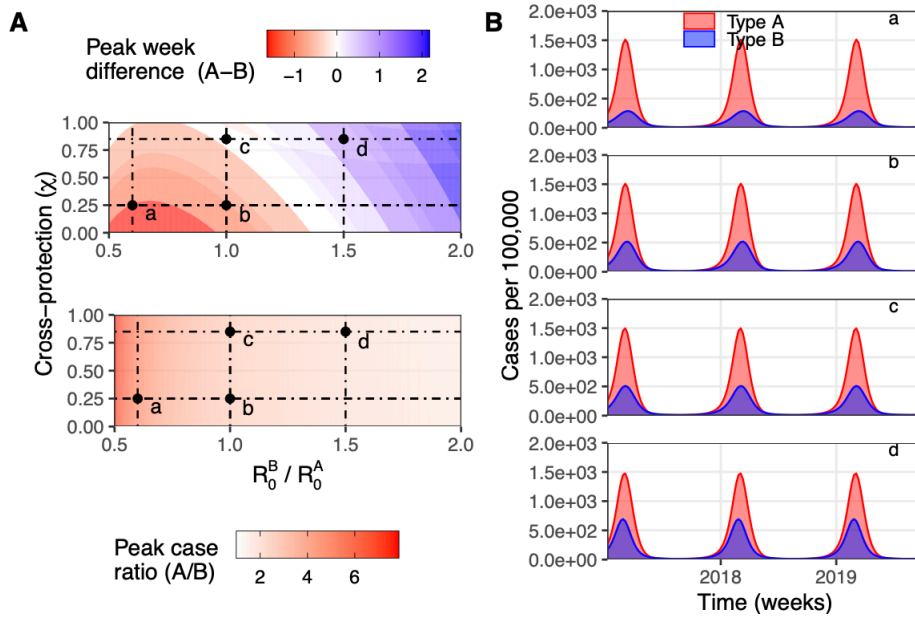 A
Peak week
difference (A−B)
−1 0 1 2
Cross−protection (χ)
1.00
0.75
0.50
0.25
0.00
a
b
c
d
0.5 1.0 1.5 2.0
1.00
0.75
0.50
0.25
0.00
a
b
c
d
0.5 1.0 1.5 2.0
R₀ᴮ / R₀ᴬ
Peak case
ratio (A/B)
2 4 6
B
Type A
Type B
Cases per 100,000
a
2.0e+03
1.5e+03
1.0e+03
5.0e+02
0.0e+00
b
2.0e+03
1.5e+03
1.0e+03
5.0e+02
0.0e+00
c
2.0e+03
1.5e+03
1.0e+03
5.0e+02
0.0e+00
d
2.0e+03
1.5e+03
1.0e+03
5.0e+02
0.0e+00
2018 2019
Time (weeks)